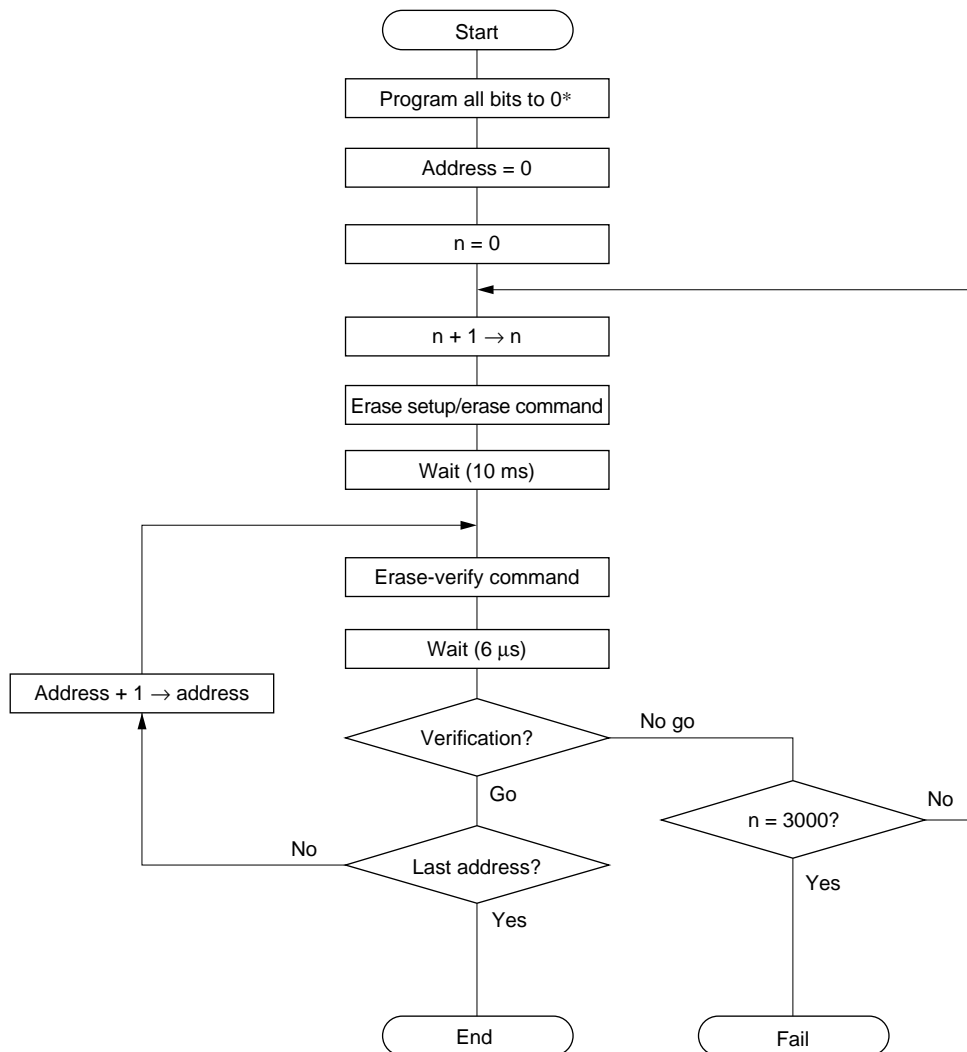 Start
Program all bits to 0*
Address = 0
n = 0
n + 1 → n
Erase setup/erase command
Wait (10 ms)
Erase-verify command
Wait (6 μs)
Address + 1 → address
Verification?
No go
Go
n = 3000?
No
No
Last address?
Yes
Yes
End
Fail